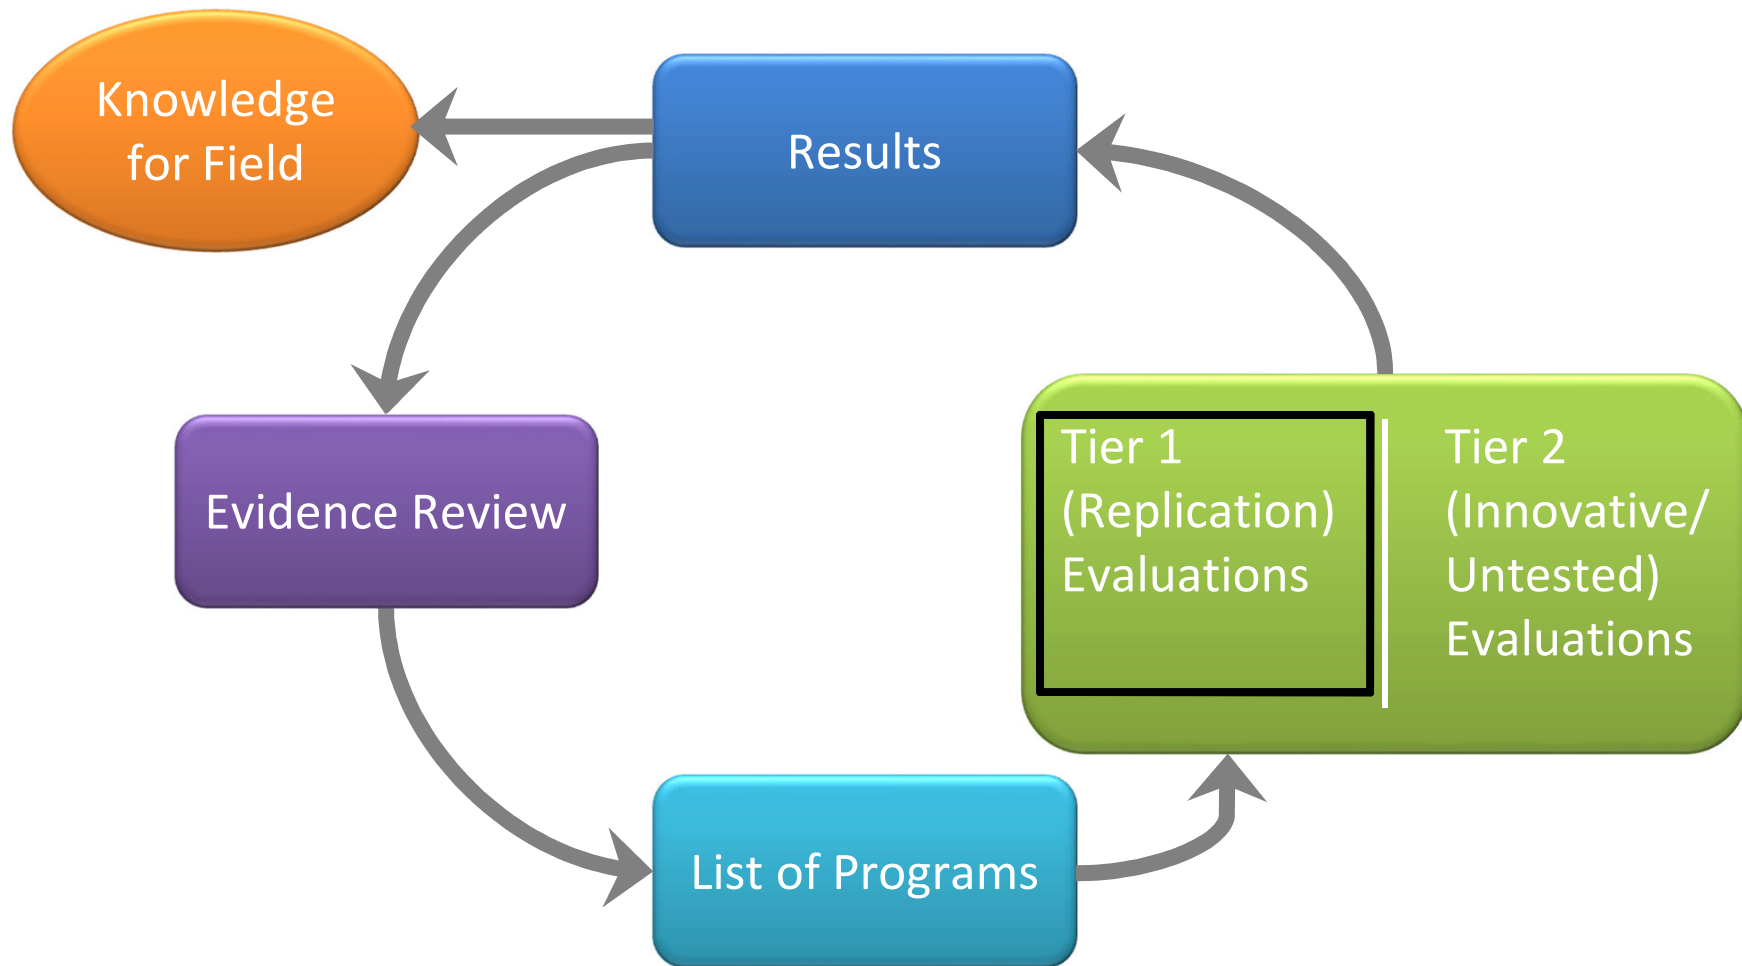 Knowledge
for Field
Results
Evidence Review
Tier 1
(Replication)
Evaluations
Tier 2
(Innovative/
Untested)
Evaluations
List of Programs